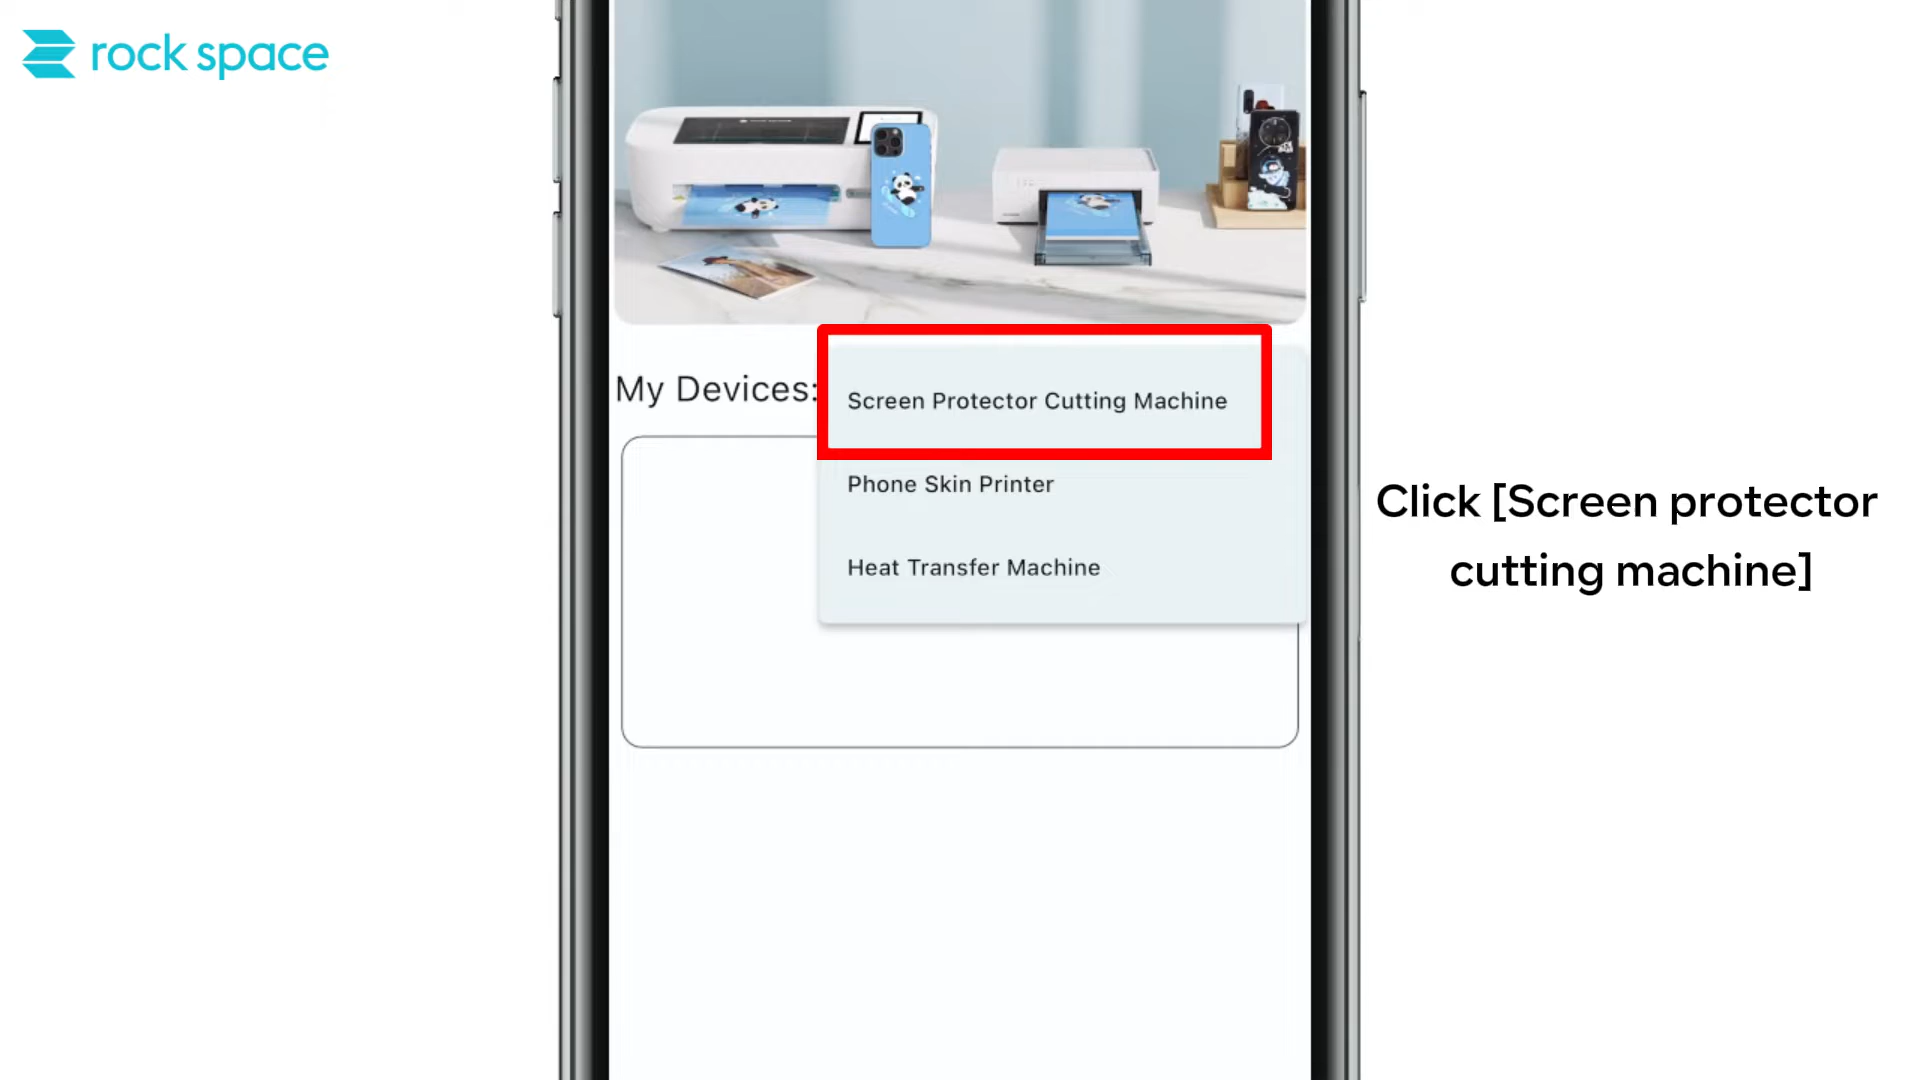 rock space
My Devices:
Screen Protector Cutting Machine
Phone Skin Printer
Heat Transfer Machine
Click [Screen protector
cutting machine]